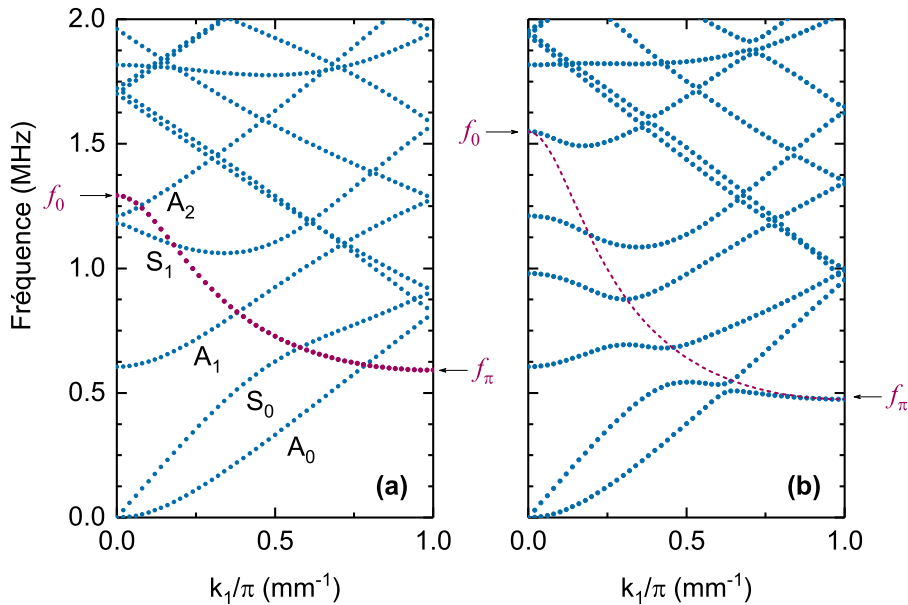 2.0
1.5
1.0
0.5
0.0
Fréquence (MHz)
f0
A2
S1
A1
S0
A0
fπ
(a)
0.0 0.5 1.0
k1/π (mm-1)
f0
fπ
(b)
0.0 0.5 1.0
k1/π (mm-1)